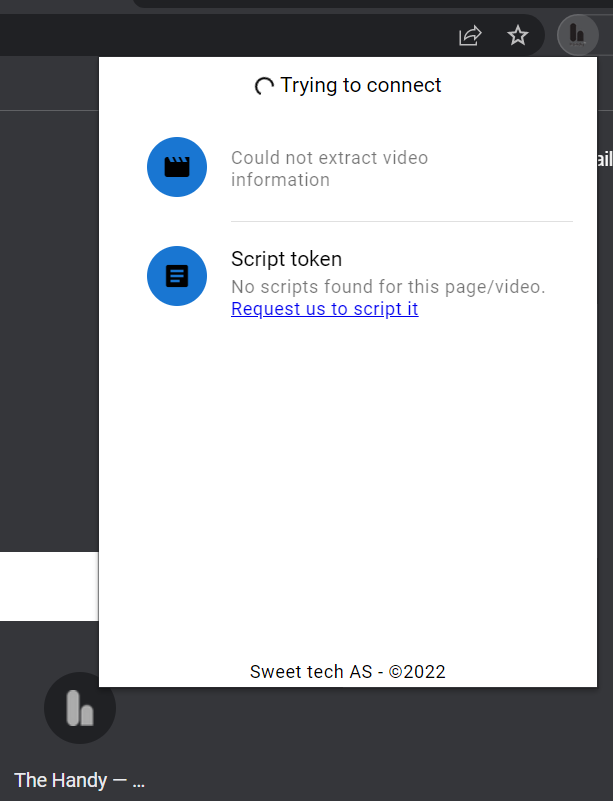 Trying to connect
ail
Could not extract video
information
Script token
No scripts found for this page/video.
Request us to script it
Sweet tech AS - ©2022
The Handy — ...